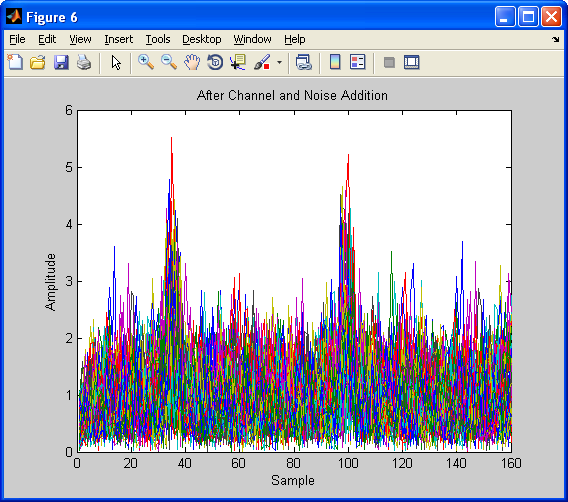 Figure 6
File Edit View Insert Tools Desktop Window Help
After Channel and Noise Addition
6
5
4
3
2
1
0
Amplitude
0 20 40 60 80 100 120 140 160
Sample